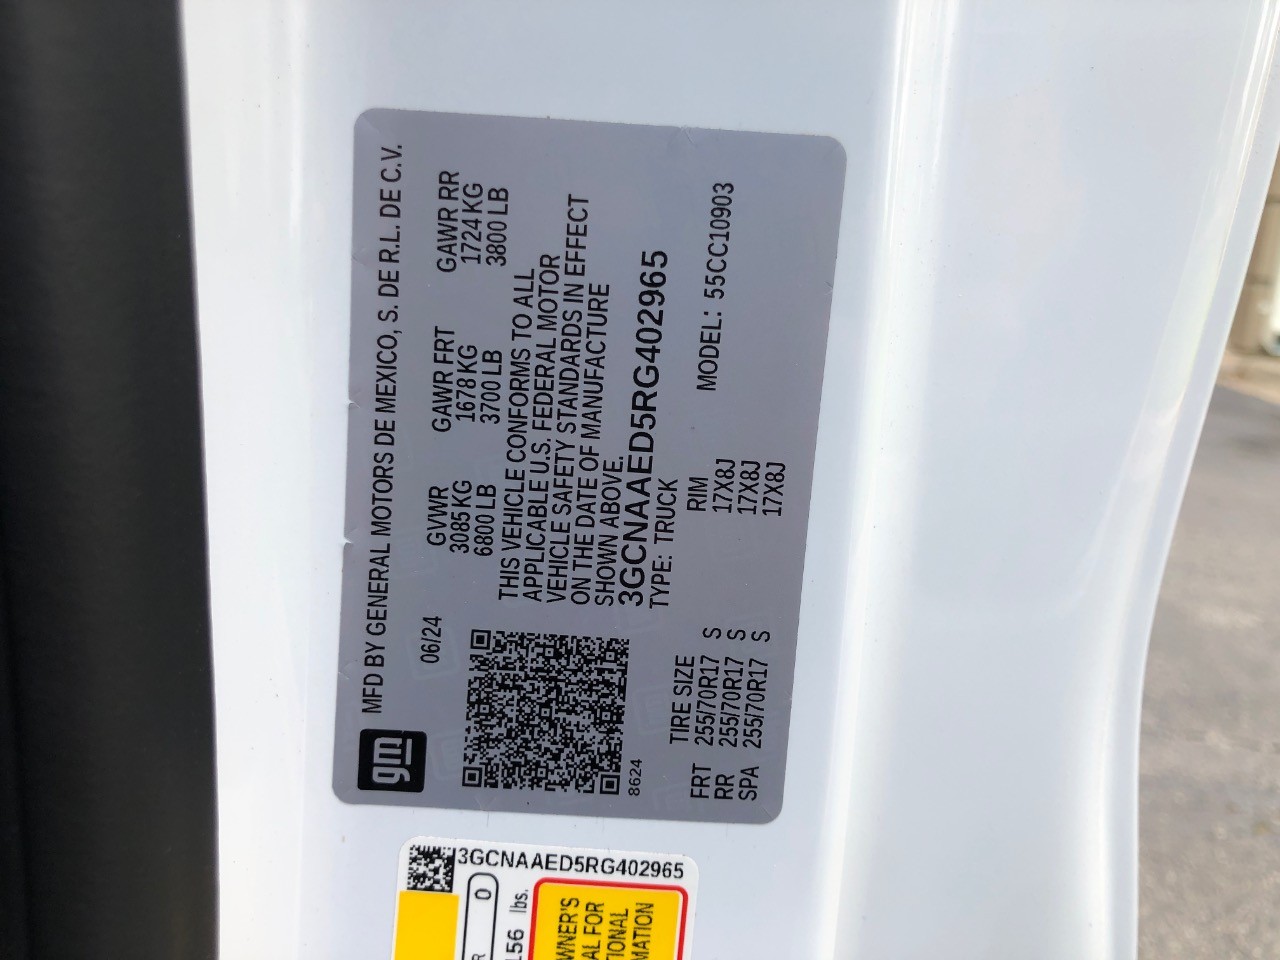 gm
MFD BY GENERAL MOTORS DE MEXICO, S. DE R.L. DE C.V.
06/24
GVWR GAWR FRT GAWR RR
3085 KG 1678 KG 1724 KG
6800 LB 3700 LB 3800 LB
THIS VEHICLE CONFORMS TO ALL
APPLICABLE U.S. FEDERAL MOTOR
VEHICLE SAFETY STANDARDS IN EFFECT
ON THE DATE OF MANUFACTURE
SHOWN ABOVE.
3GCNAAED5RG402965
8624
TYPE: TRUCK
TIRE SIZE RIM MODEL: 55CC10903
FRT 255/70R17 S 17X8J
RR 255/70R17 S 17X8J
SPA 255/70R17 S 17X8J
3GCNAAED5RG402965
0
lbs.